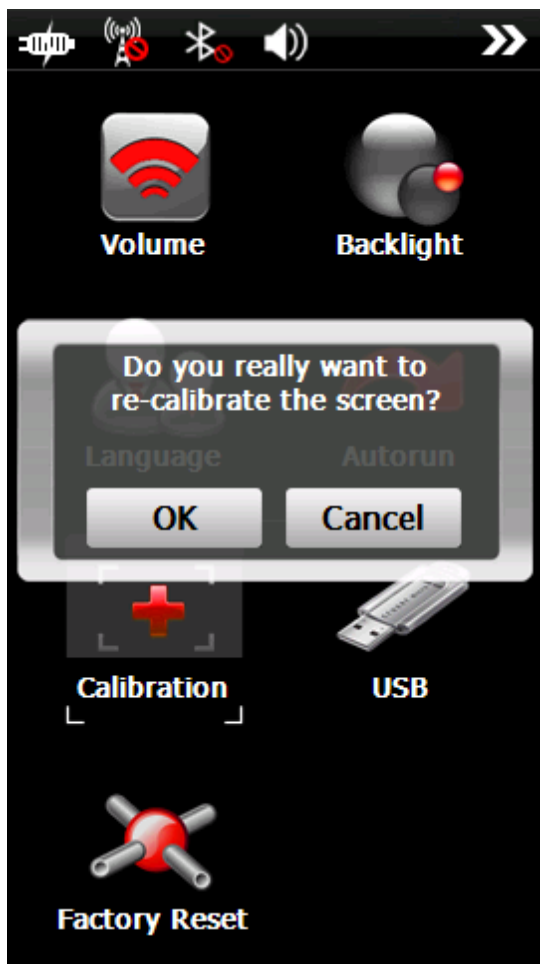 Volume
Backlight
Do you really want to
re-calibrate the screen?
Language
Autorun
OK
Cancel
Calibration
USB
Factory Reset